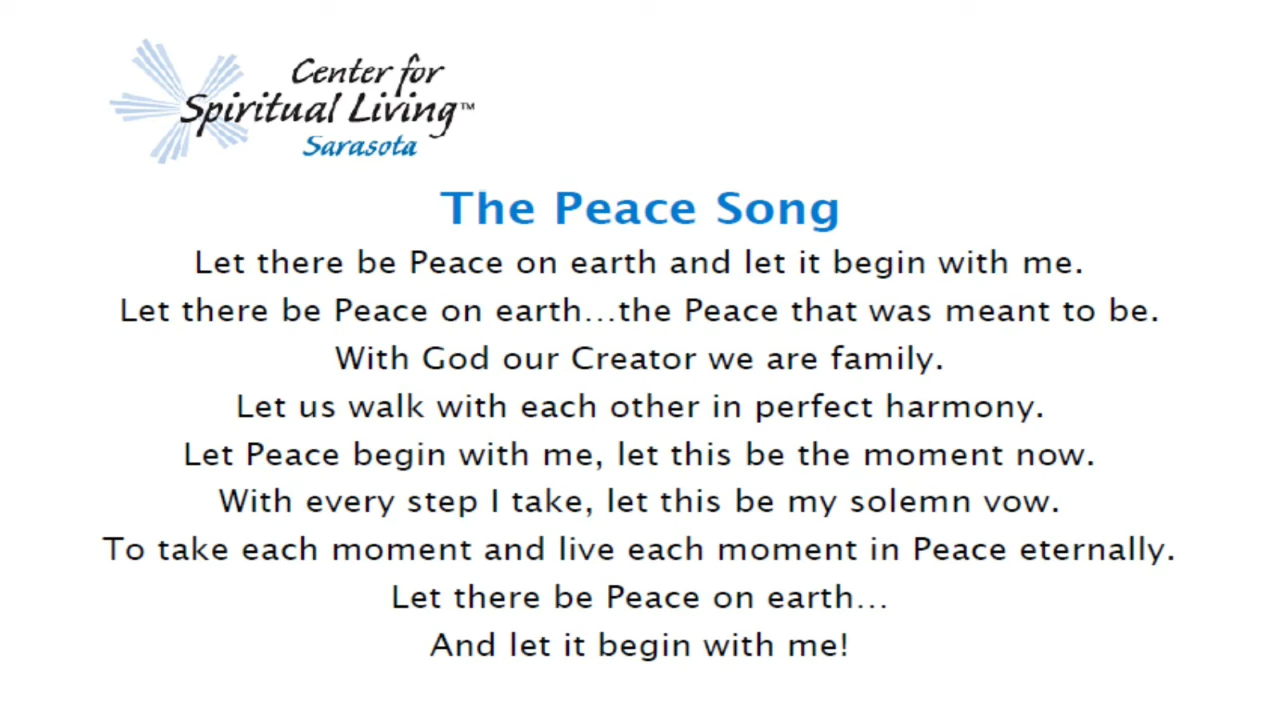 Center for
Spiritual Living™
Sarasota
The Peace Song
Let there be Peace on earth and let it begin with me.
Let there be Peace on earth...the Peace that was meant to be.
With God our Creator we are family.
Let us walk with each other in perfect harmony.
Let Peace begin with me, let this be the moment now.
With every step I take, let this be my solemn vow.
To take each moment and live each moment in Peace eternally.
Let there be Peace on earth...
And let it begin with me!